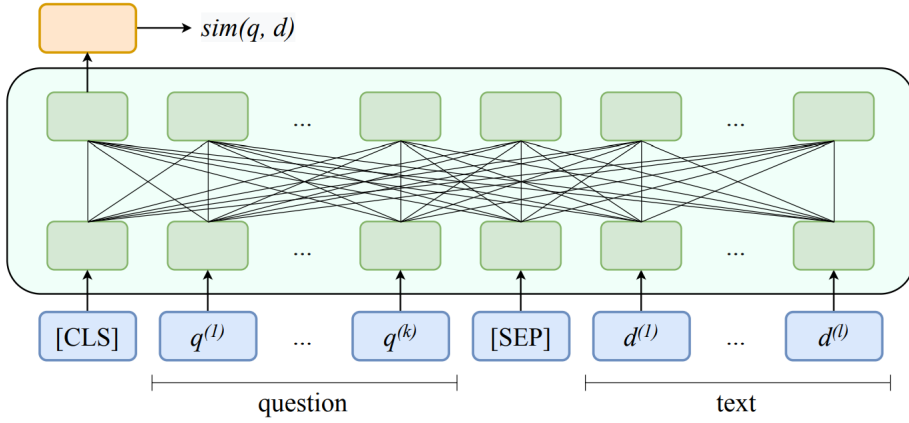 sim(q, d)
... ...
... ...
[CLS] q^(1) ... q^(k) [SEP] d^(1) ... d^(l)
question text